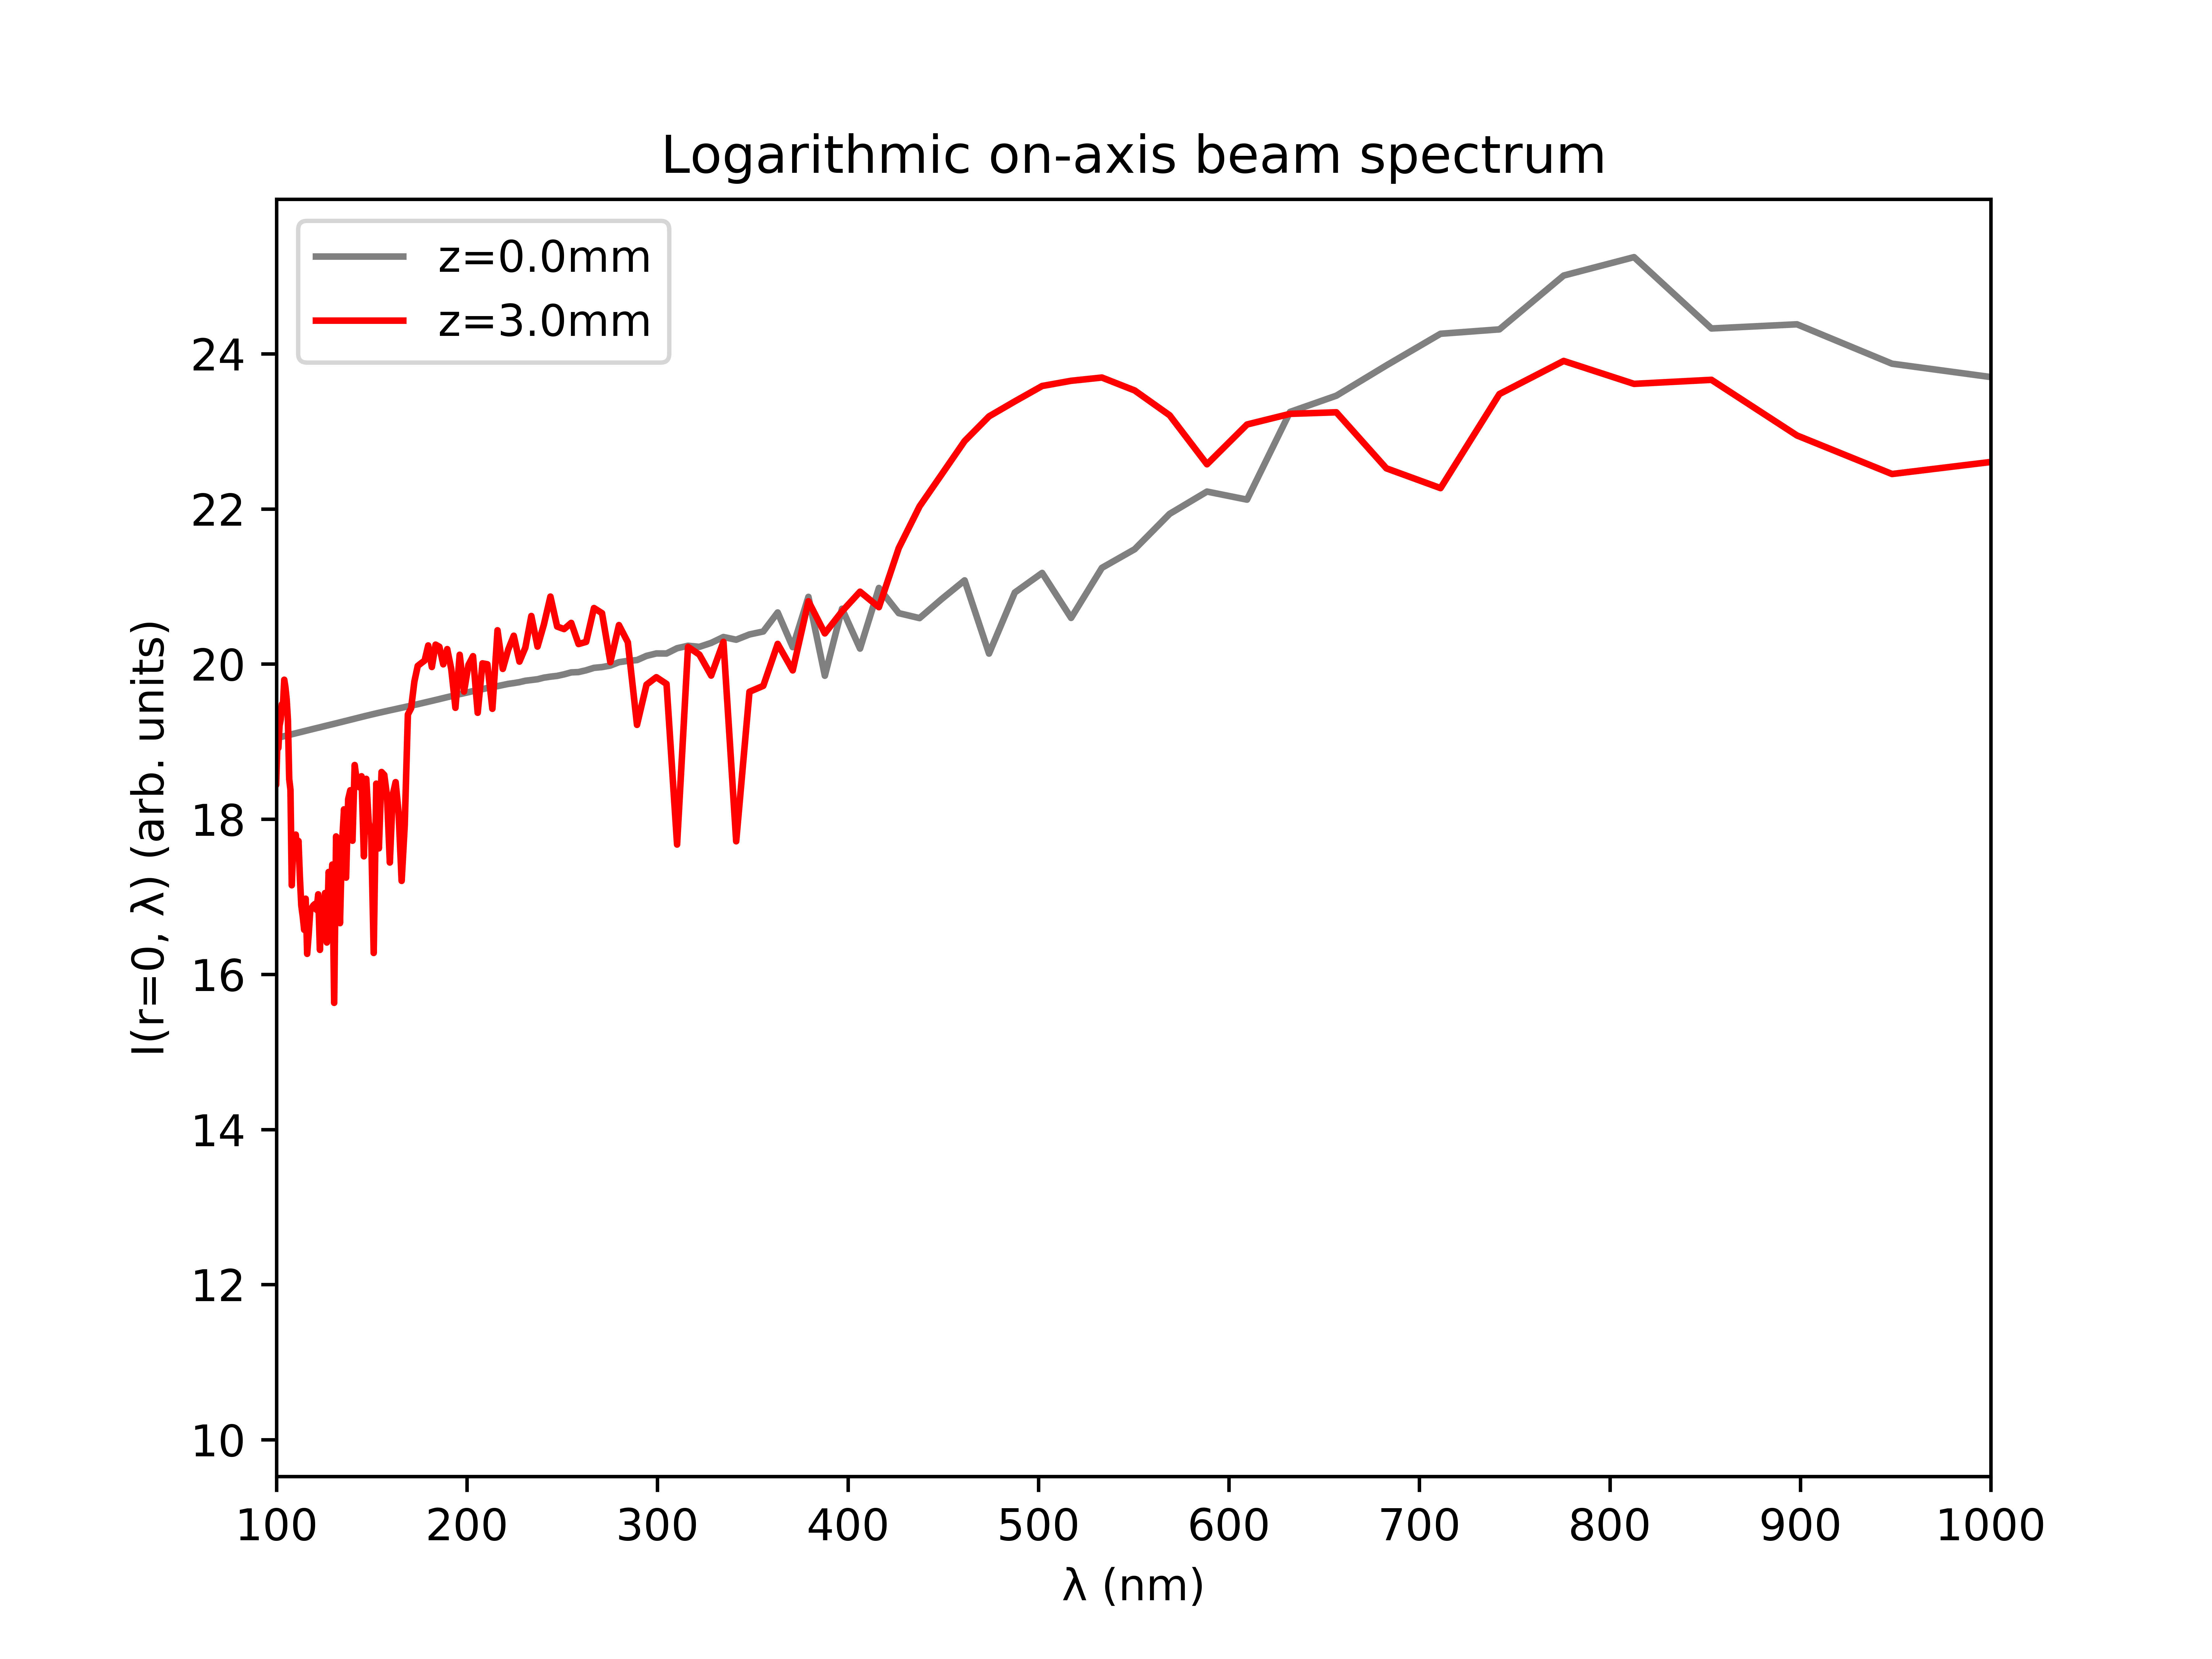 Logarithmic on-axis beam spectrum
z=0.0mm
z=3.0mm
I(r=0, λ) (arb. units)
24
22
20
18
16
14
12
10
100 200 300 400 500 600 700 800 900 1000
λ (nm)